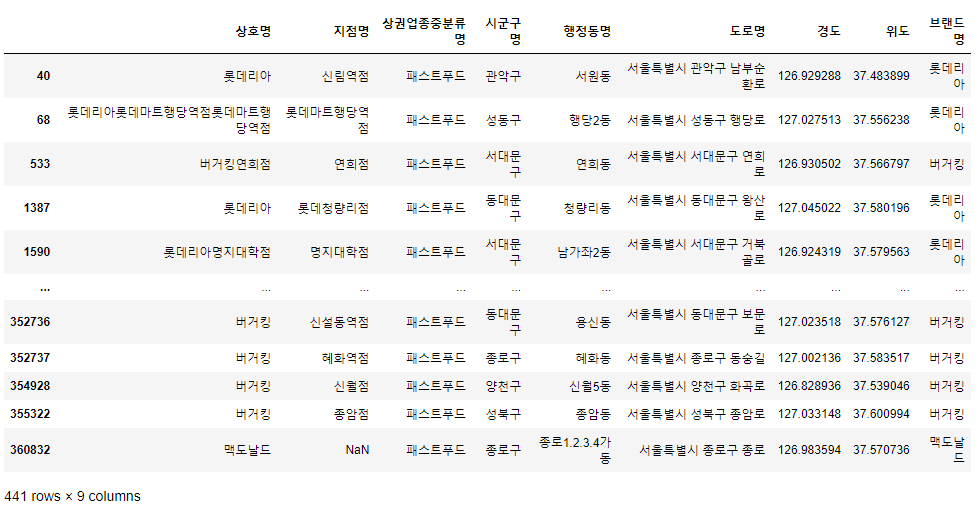 상호명 지점명 상권업종중분류명 시군구명 행정동명 도로명 경도 위도 브랜드명
40 롯데리아 신림역점 패스트푸드 관악구 서원동 서울특별시 관악구 남부순환로 126.929288 37.483899 롯데리아
68 롯데리아롯데마트행당역점롯데마트행당역점 롯데마트행당역점 패스트푸드 성동구 행당2동 서울특별시 성동구 행당로 127.027513 37.556238 롯데리아
533 버거킹연희점 연희점 패스트푸드 서대문구 연희동 서울특별시 서대문구 연희로 126.930502 37.566797 버거킹
1387 롯데리아 롯데청량리점 패스트푸드 동대문구 청량리동 서울특별시 동대문구 왕산로 127.045022 37.580196 롯데리아
1590 롯데리아명지대학점 명지대학점 패스트푸드 서대문구 남가좌2동 서울특별시 서대문구 거북골로 126.924319 37.579563 롯데리아
... ... ... ... ... ... ... ... ... ...
352736 버거킹 신설동역점 패스트푸드 동대문구 용신동 서울특별시 동대문구 보문로 127.023518 37.576127 버거킹
352737 버거킹 혜화역점 패스트푸드 종로구 혜화동 서울특별시 종로구 동숭길 127.002136 37.583517 버거킹
354928 버거킹 신월점 패스트푸드 양천구 신월5동 서울특별시 양천구 화곡로 126.828936 37.539046 버거킹
355322 버거킹 종암점 패스트푸드 성북구 종암동 서울특별시 성북구 종암로 127.033148 37.600994 버거킹
360832 맥도날드 NaN 패스트푸드 종로구 종로1.2.3.4가동 서울특별시 종로구 종로 126.983594 37.570736 맥도날드
441 rows × 9 columns